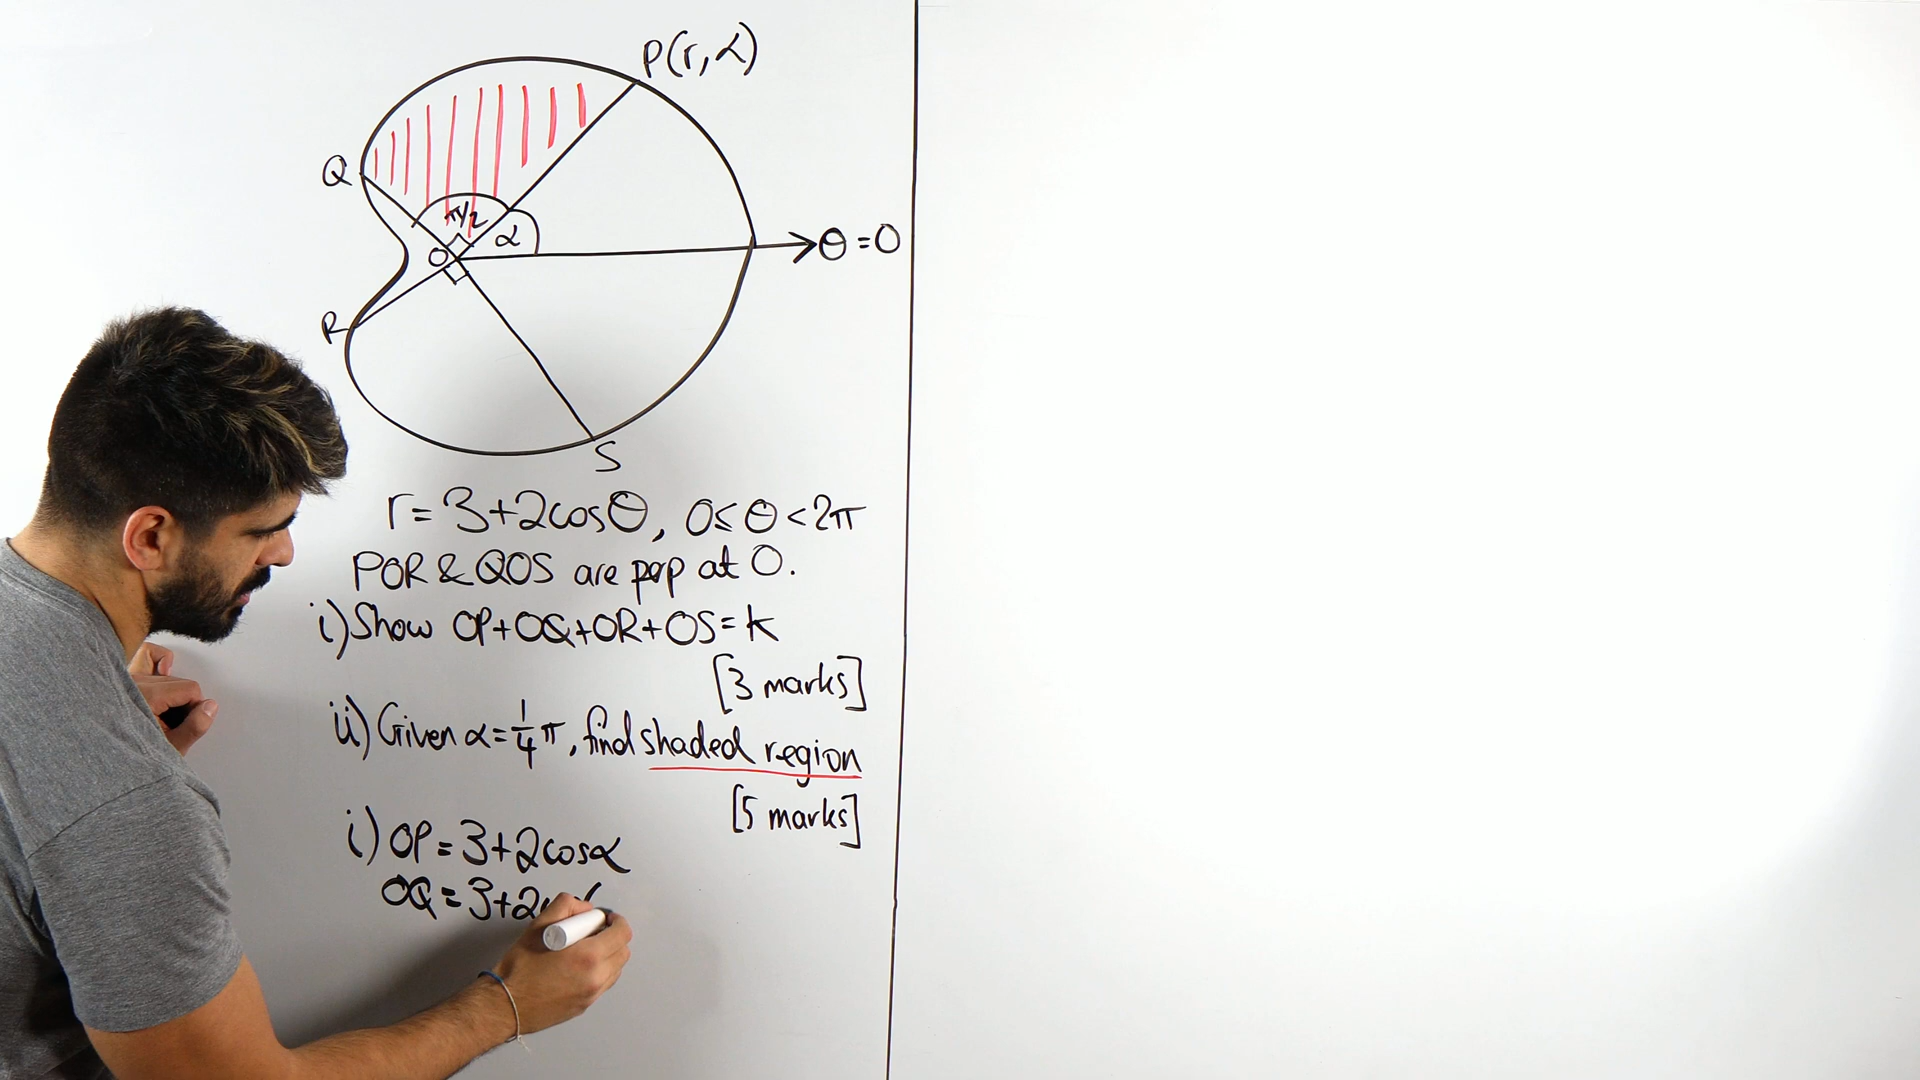 P(r, α)
Q
π/2
O
α
θ = 0
R
S
r = 3+2cosθ, 0≤ θ < 2π
POR & QOS are perp at O.
i) Show OP+OQ+OR+OS = k
[3 marks]
ii) Given α = 1/4 π, find shaded region
[5 marks]
i) OP = 3+2cosα
OQ = 3+2